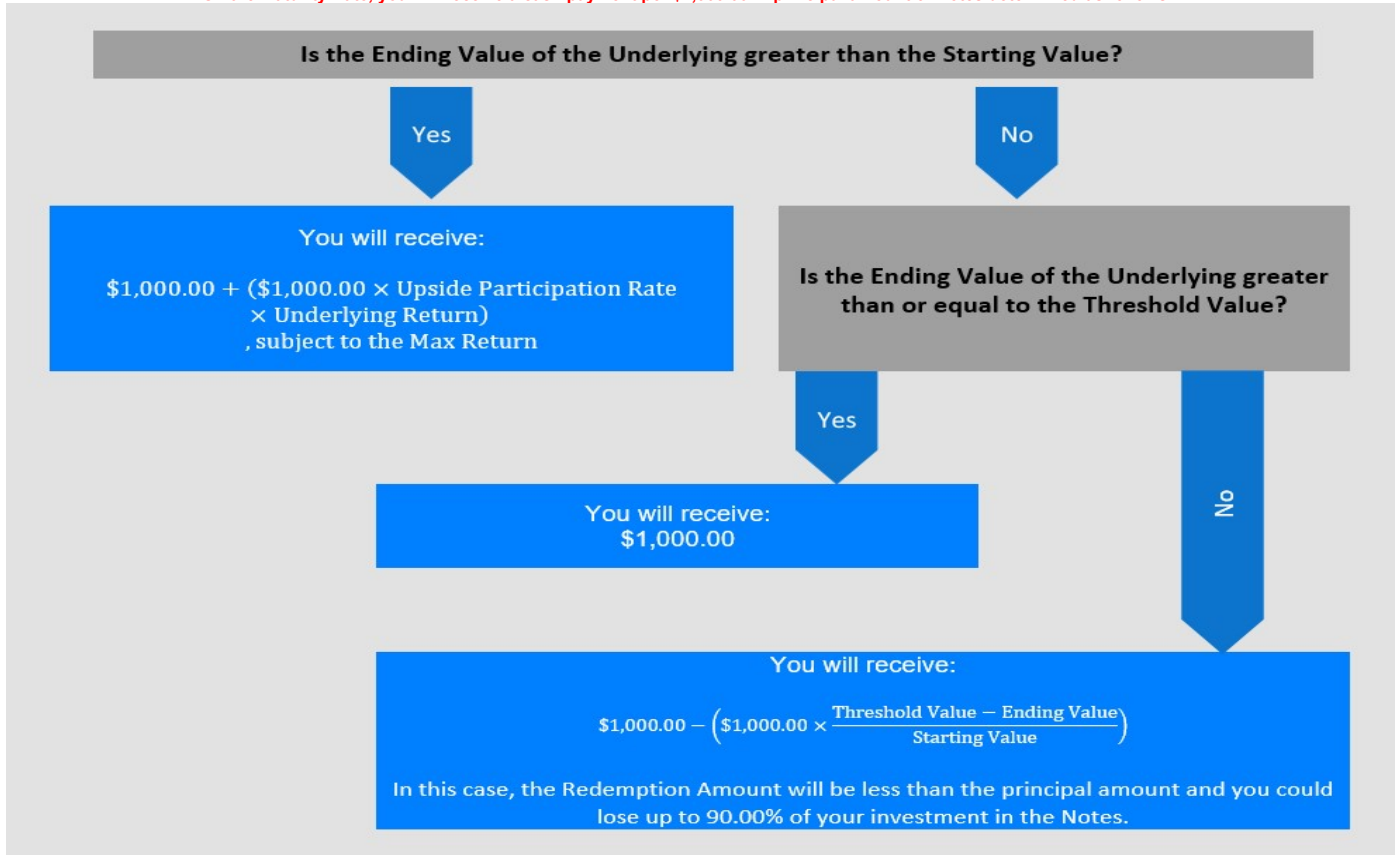 Is the Ending Value of the Underlying greater than the Starting Value?
Yes
No
You will receive:
$1,000.00 + ($1,000.00 × Upside Participation Rate
× Underlying Return)
, subject to the Max Return
Is the Ending Value of the Underlying greater
than or equal to the Threshold Value?
Yes
No
You will receive:
$1,000.00
You will receive:
$1,000.00 − ($1,000.00 × Threshold Value − Ending Value
Starting Value)
In this case, the Redemption Amount will be less than the principal amount and you could
lose up to 90.00% of your investment in the Notes.